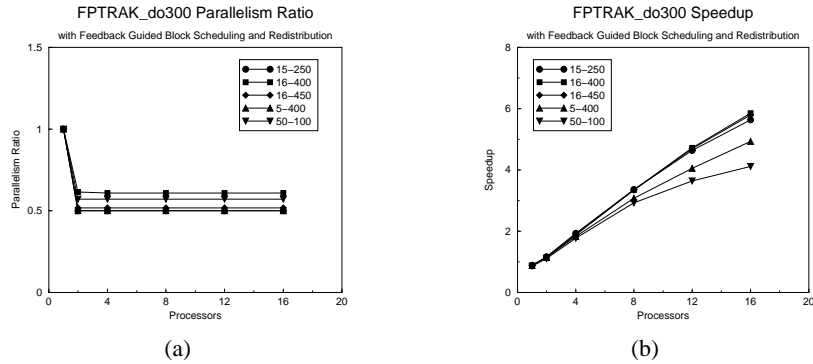 FPTRAK_do300 Parallelism Ratio
with Feedback Guided Block Scheduling and Redistribution
1.5
1
0.5
0
Parallelism Ratio
15−250
16−400
16−450
5−400
50−100
0 4 8 12 16 20
Processors
(a)
FPTRAK_do300 Speedup
with Feedback Guided Block Scheduling and Redistribution
8
6
4
2
0
Speedup
15−250
16−400
16−450
5−400
50−100
0 4 8 12 16 20
Processors
(b)